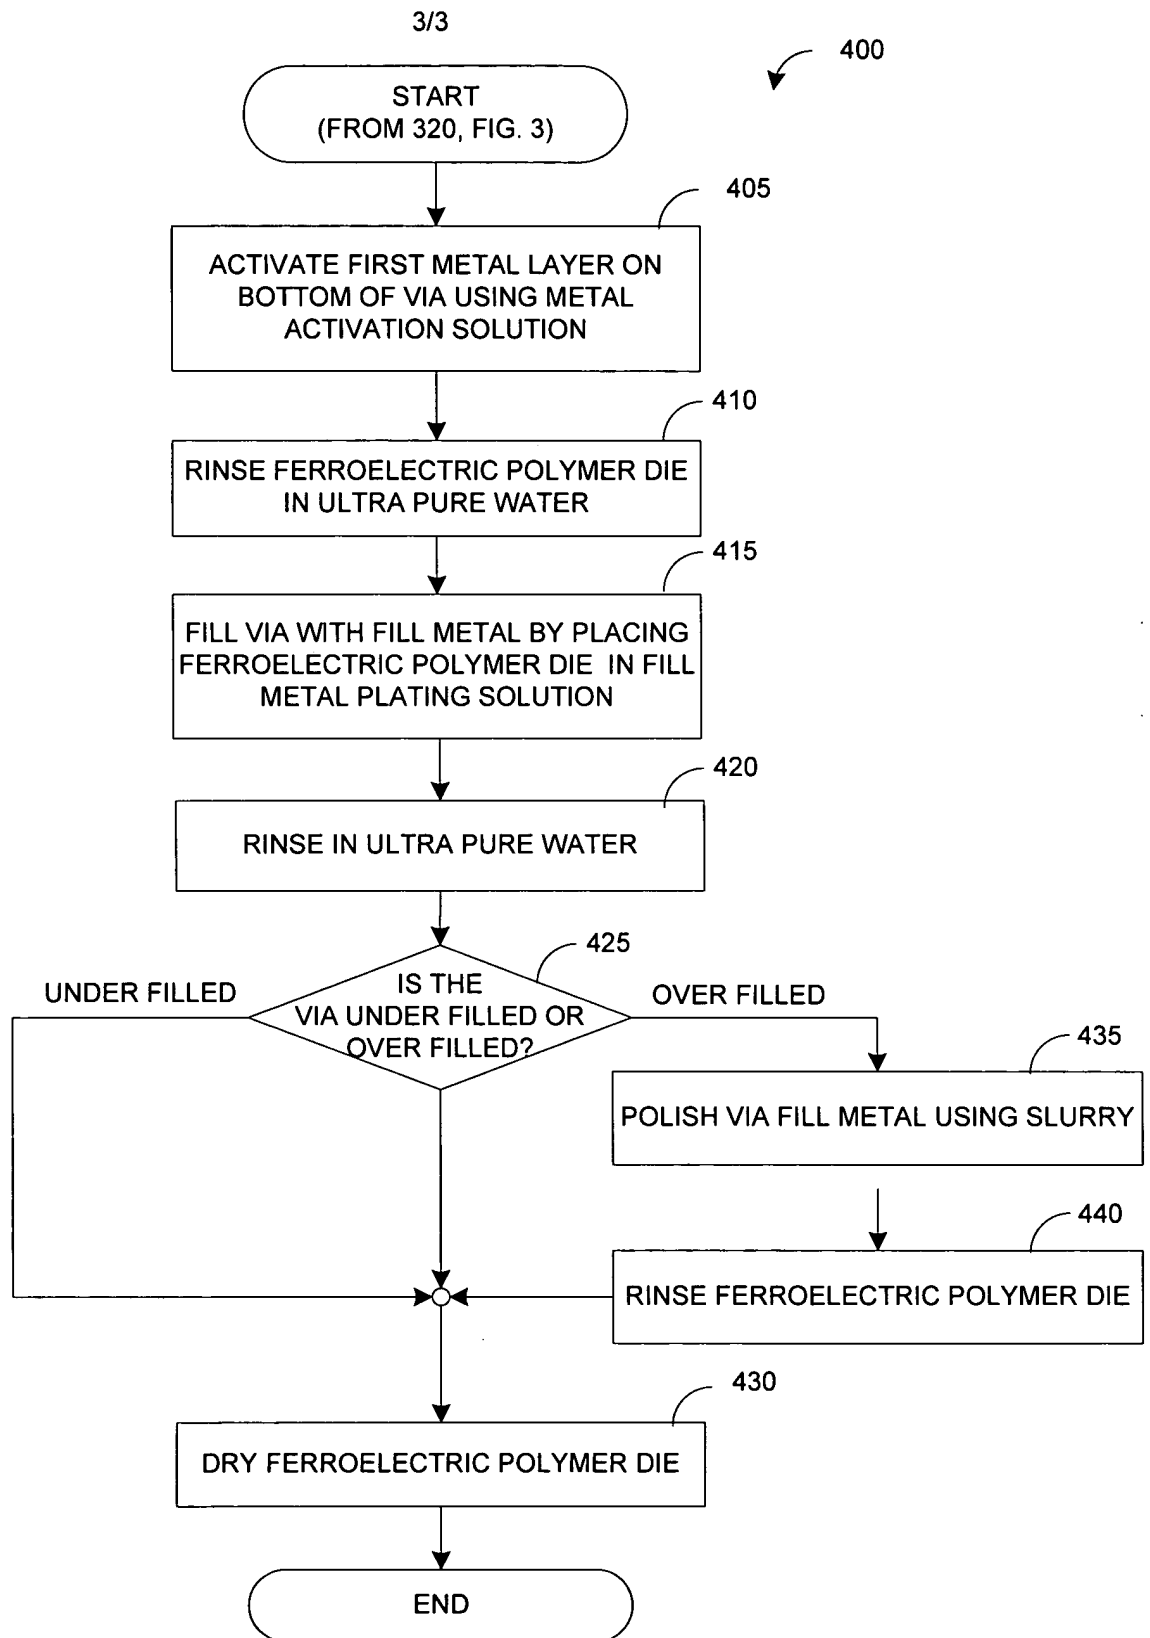 3/3
400
START
(FROM 320, FIG. 3)
405
ACTIVATE FIRST METAL LAYER ON
BOTTOM OF VIA USING METAL
ACTIVATION SOLUTION
410
RINSE FERROELECTRIC POLYMER DIE
IN ULTRA PURE WATER
415
FILL VIA WITH FILL METAL BY PLACING
FERROELECTRIC POLYMER DIE IN FILL
METAL PLATING SOLUTION
420
RINSE IN ULTRA PURE WATER
425
UNDER FILLED
IS THE
VIA UNDER FILLED OR
OVER FILLED?
OVER FILLED
435
POLISH VIA FILL METAL USING SLURRY
440
RINSE FERROELECTRIC POLYMER DIE
430
DRY FERROELECTRIC POLYMER DIE
END